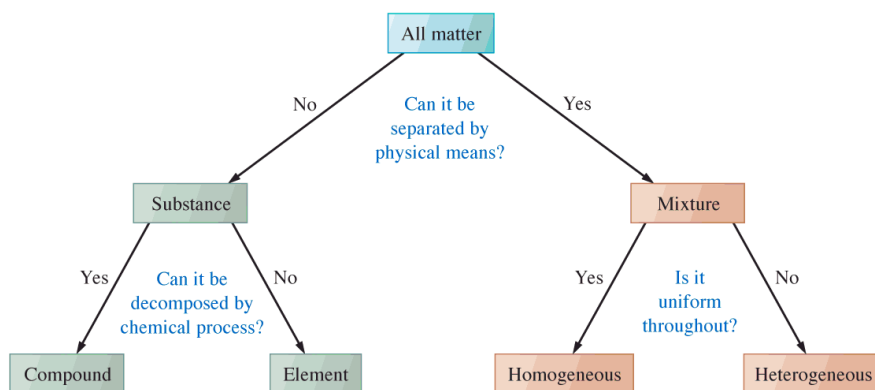 All matter
No
Can it be
separated by
physical means?
Yes
Substance
Mixture
Yes
Can it be
decomposed by
chemical process?
No
Yes
Is it
uniform
throughout?
No
Compound
Element
Homogeneous
Heterogeneous